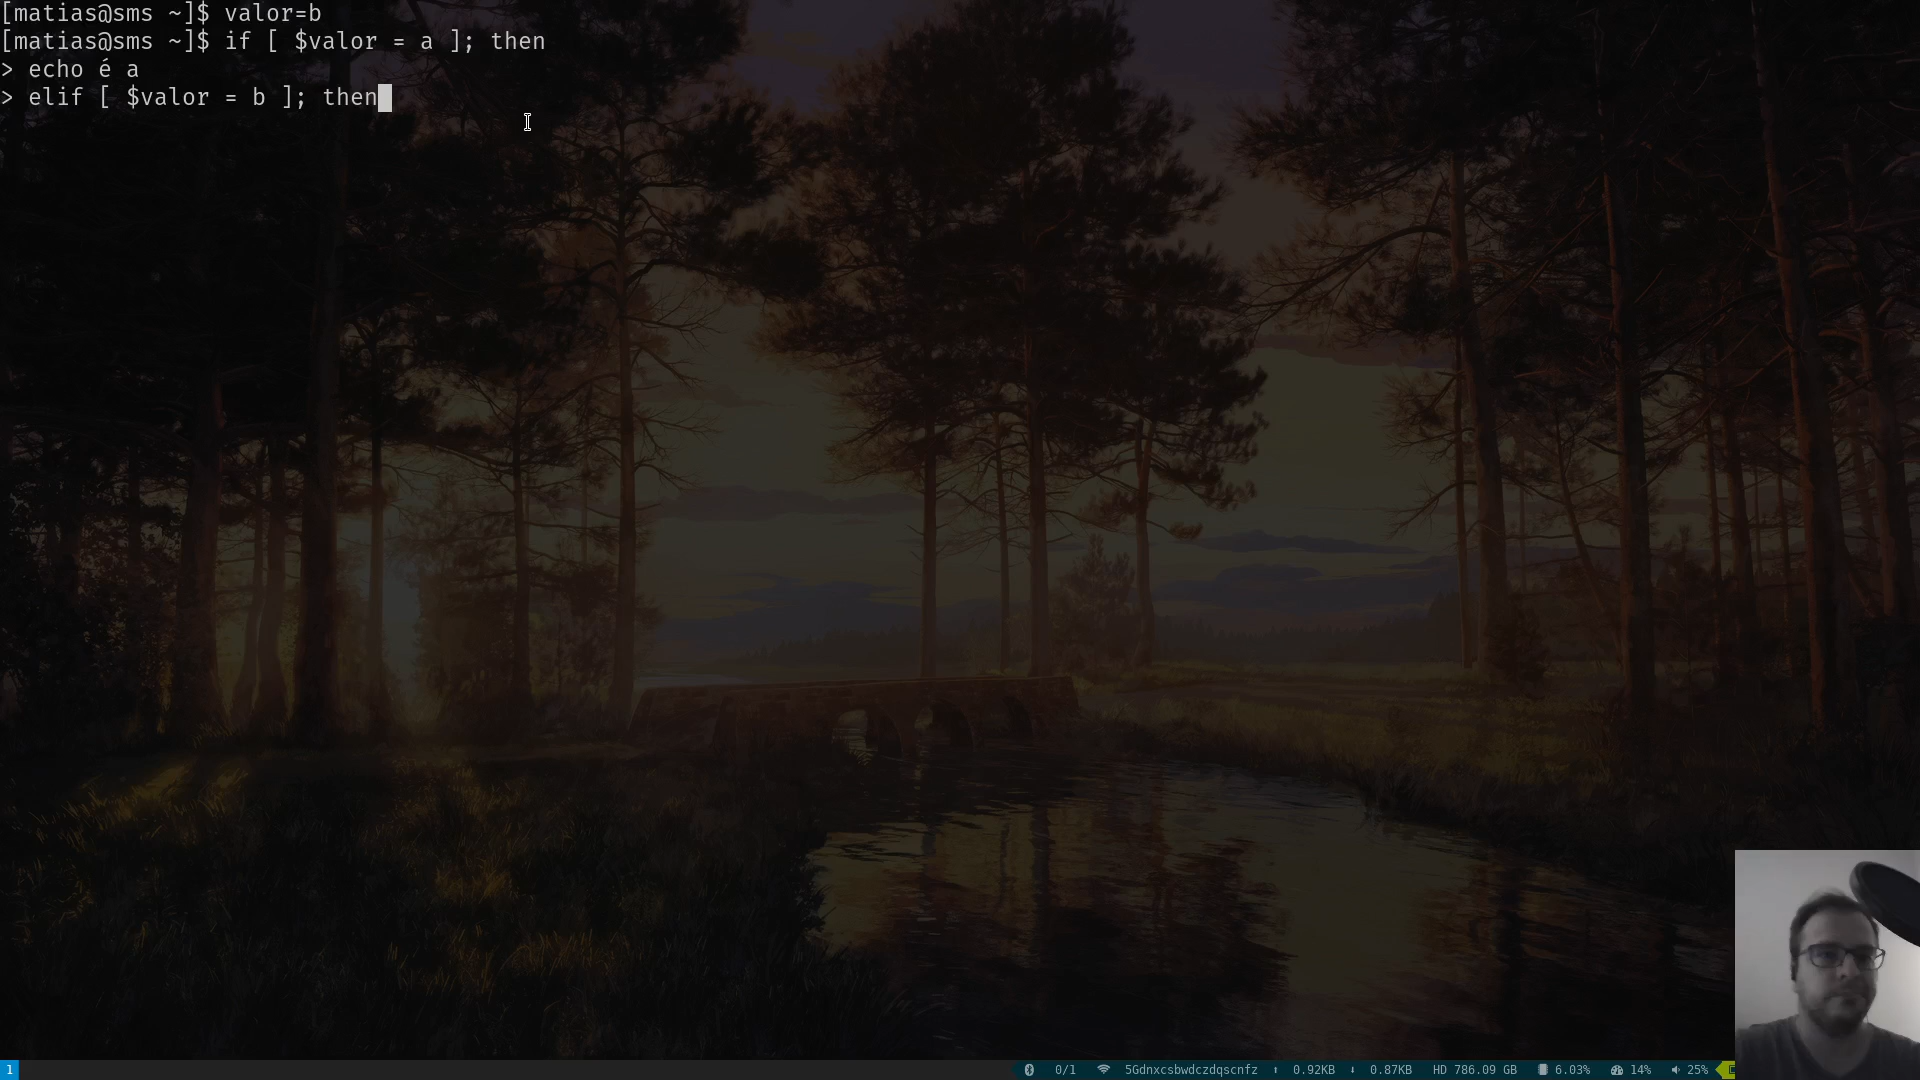 [matias@sms ~]$ valor=b
[matias@sms ~]$ if [ $valor = a ]; then
> echo é a
> elif [ $valor = b ]; then
1 0/1 5Gdnxcsbwdczdqscnfz ↑ 0.92KB ↓ 0.87KB HD 786.09 GB 6.03% 14% 25%